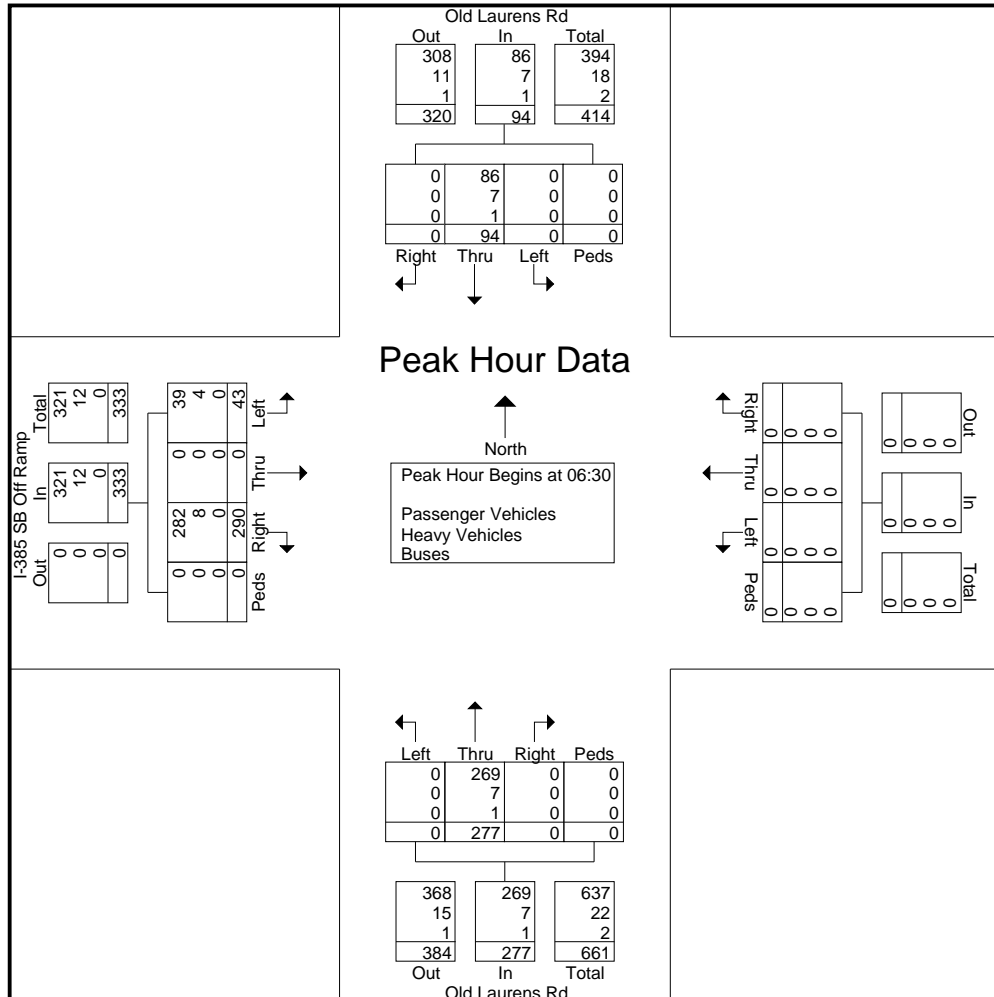 Old Laurens Rd
Out In Total
308 86 394
11 7 18
1 1 2
320 94 414
0 86 0 0
0 7 0 0
0 1 0 0
0 94 0 0
Right Thru Left Peds
Peak Hour Data
I-385 SB Off Ramp
Total In Out
321 12 0 333
321 12 0 333
0 0 0 0
39 4 0 43 Left
0 0 0 0 Thru
282 8 0 290 Right
0 0 0 0 Peds
North
Peak Hour Begins at 06:30
Passenger Vehicles
Heavy Vehicles
Buses
Right 0 0 0 0
Thru 0 0 0 0
Left 0 0 0 0
Peds 0 0 0 0
Out 0 0 0 0
In 0 0 0 0
Total 0 0 0 0
Left Thru Right Peds
0 269 0 0
0 7 0 0
0 1 0 0
0 277 0 0
368 269 637
15 7 22
1 1 2
384 277 661
Out In Total
Old Laurens Rd